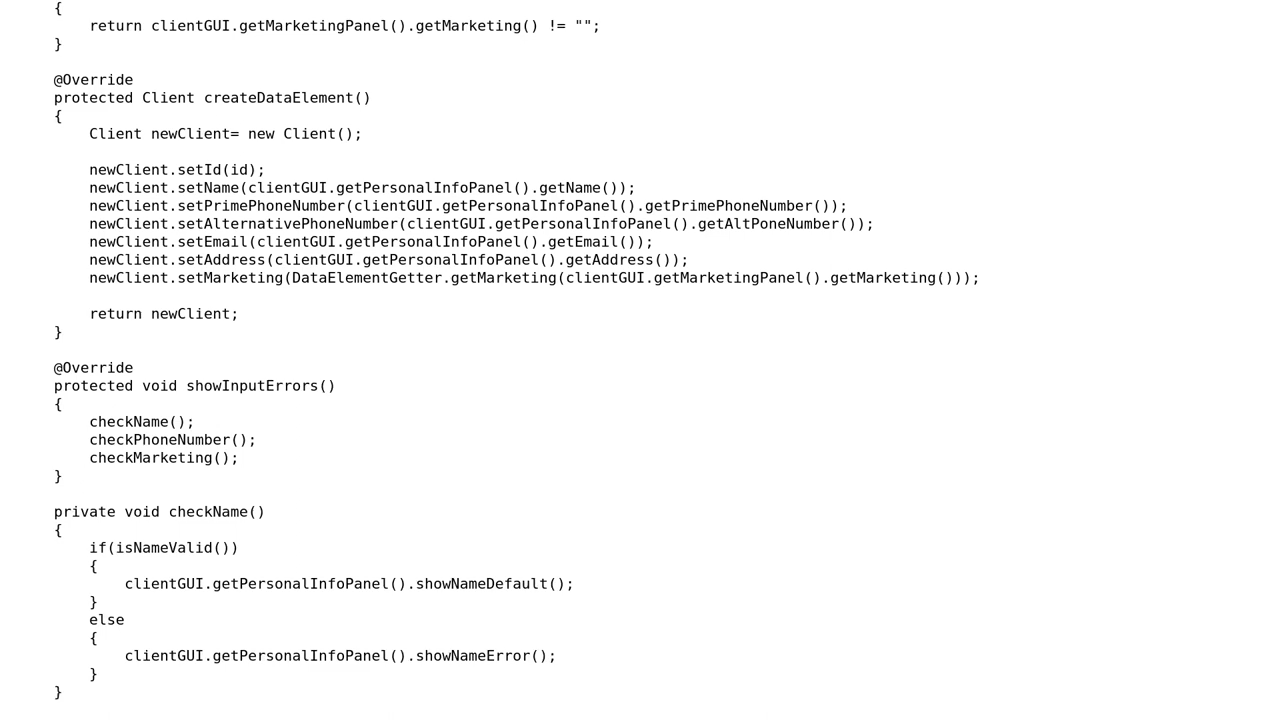 {
return clientGUI.getMarketingPanel().getMarketing() != "";
}
@Override
protected Client createDataElement()
{
Client newClient= new Client();
newClient.setId(id);
newClient.setName(clientGUI.getPersonalInfoPanel().getName());
newClient.setPrimePhoneNumber(clientGUI.getPersonalInfoPanel().getPrimePhoneNumber());
newClient.setAlternativePhoneNumber(clientGUI.getPersonalInfoPanel().getAltPoneNumber());
newClient.setEmail(clientGUI.getPersonalInfoPanel().getEmail());
newClient.setAddress(clientGUI.getPersonalInfoPanel().getAddress());
newClient.setMarketing(DataElementGetter.getMarketing(clientGUI.getMarketingPanel().getMarketing()));
return newClient;
}
@Override
protected void showInputErrors()
{
checkName();
checkPhoneNumber();
checkMarketing();
}
private void checkName()
{
if(isNameValid())
{
clientGUI.getPersonalInfoPanel().showNameDefault();
}
else
{
clientGUI.getPersonalInfoPanel().showNameError();
}
}